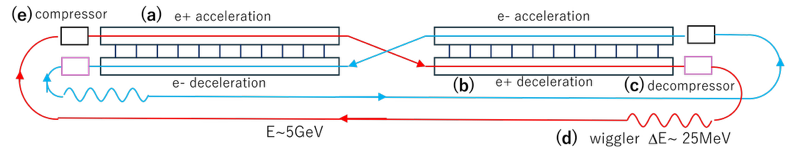 (e) compressor (a) e+ acceleration e- acceleration
e- deceleration (b) e+ deceleration (c) decompressor
E~5GeV (d) wiggler ΔE~ 25MeV